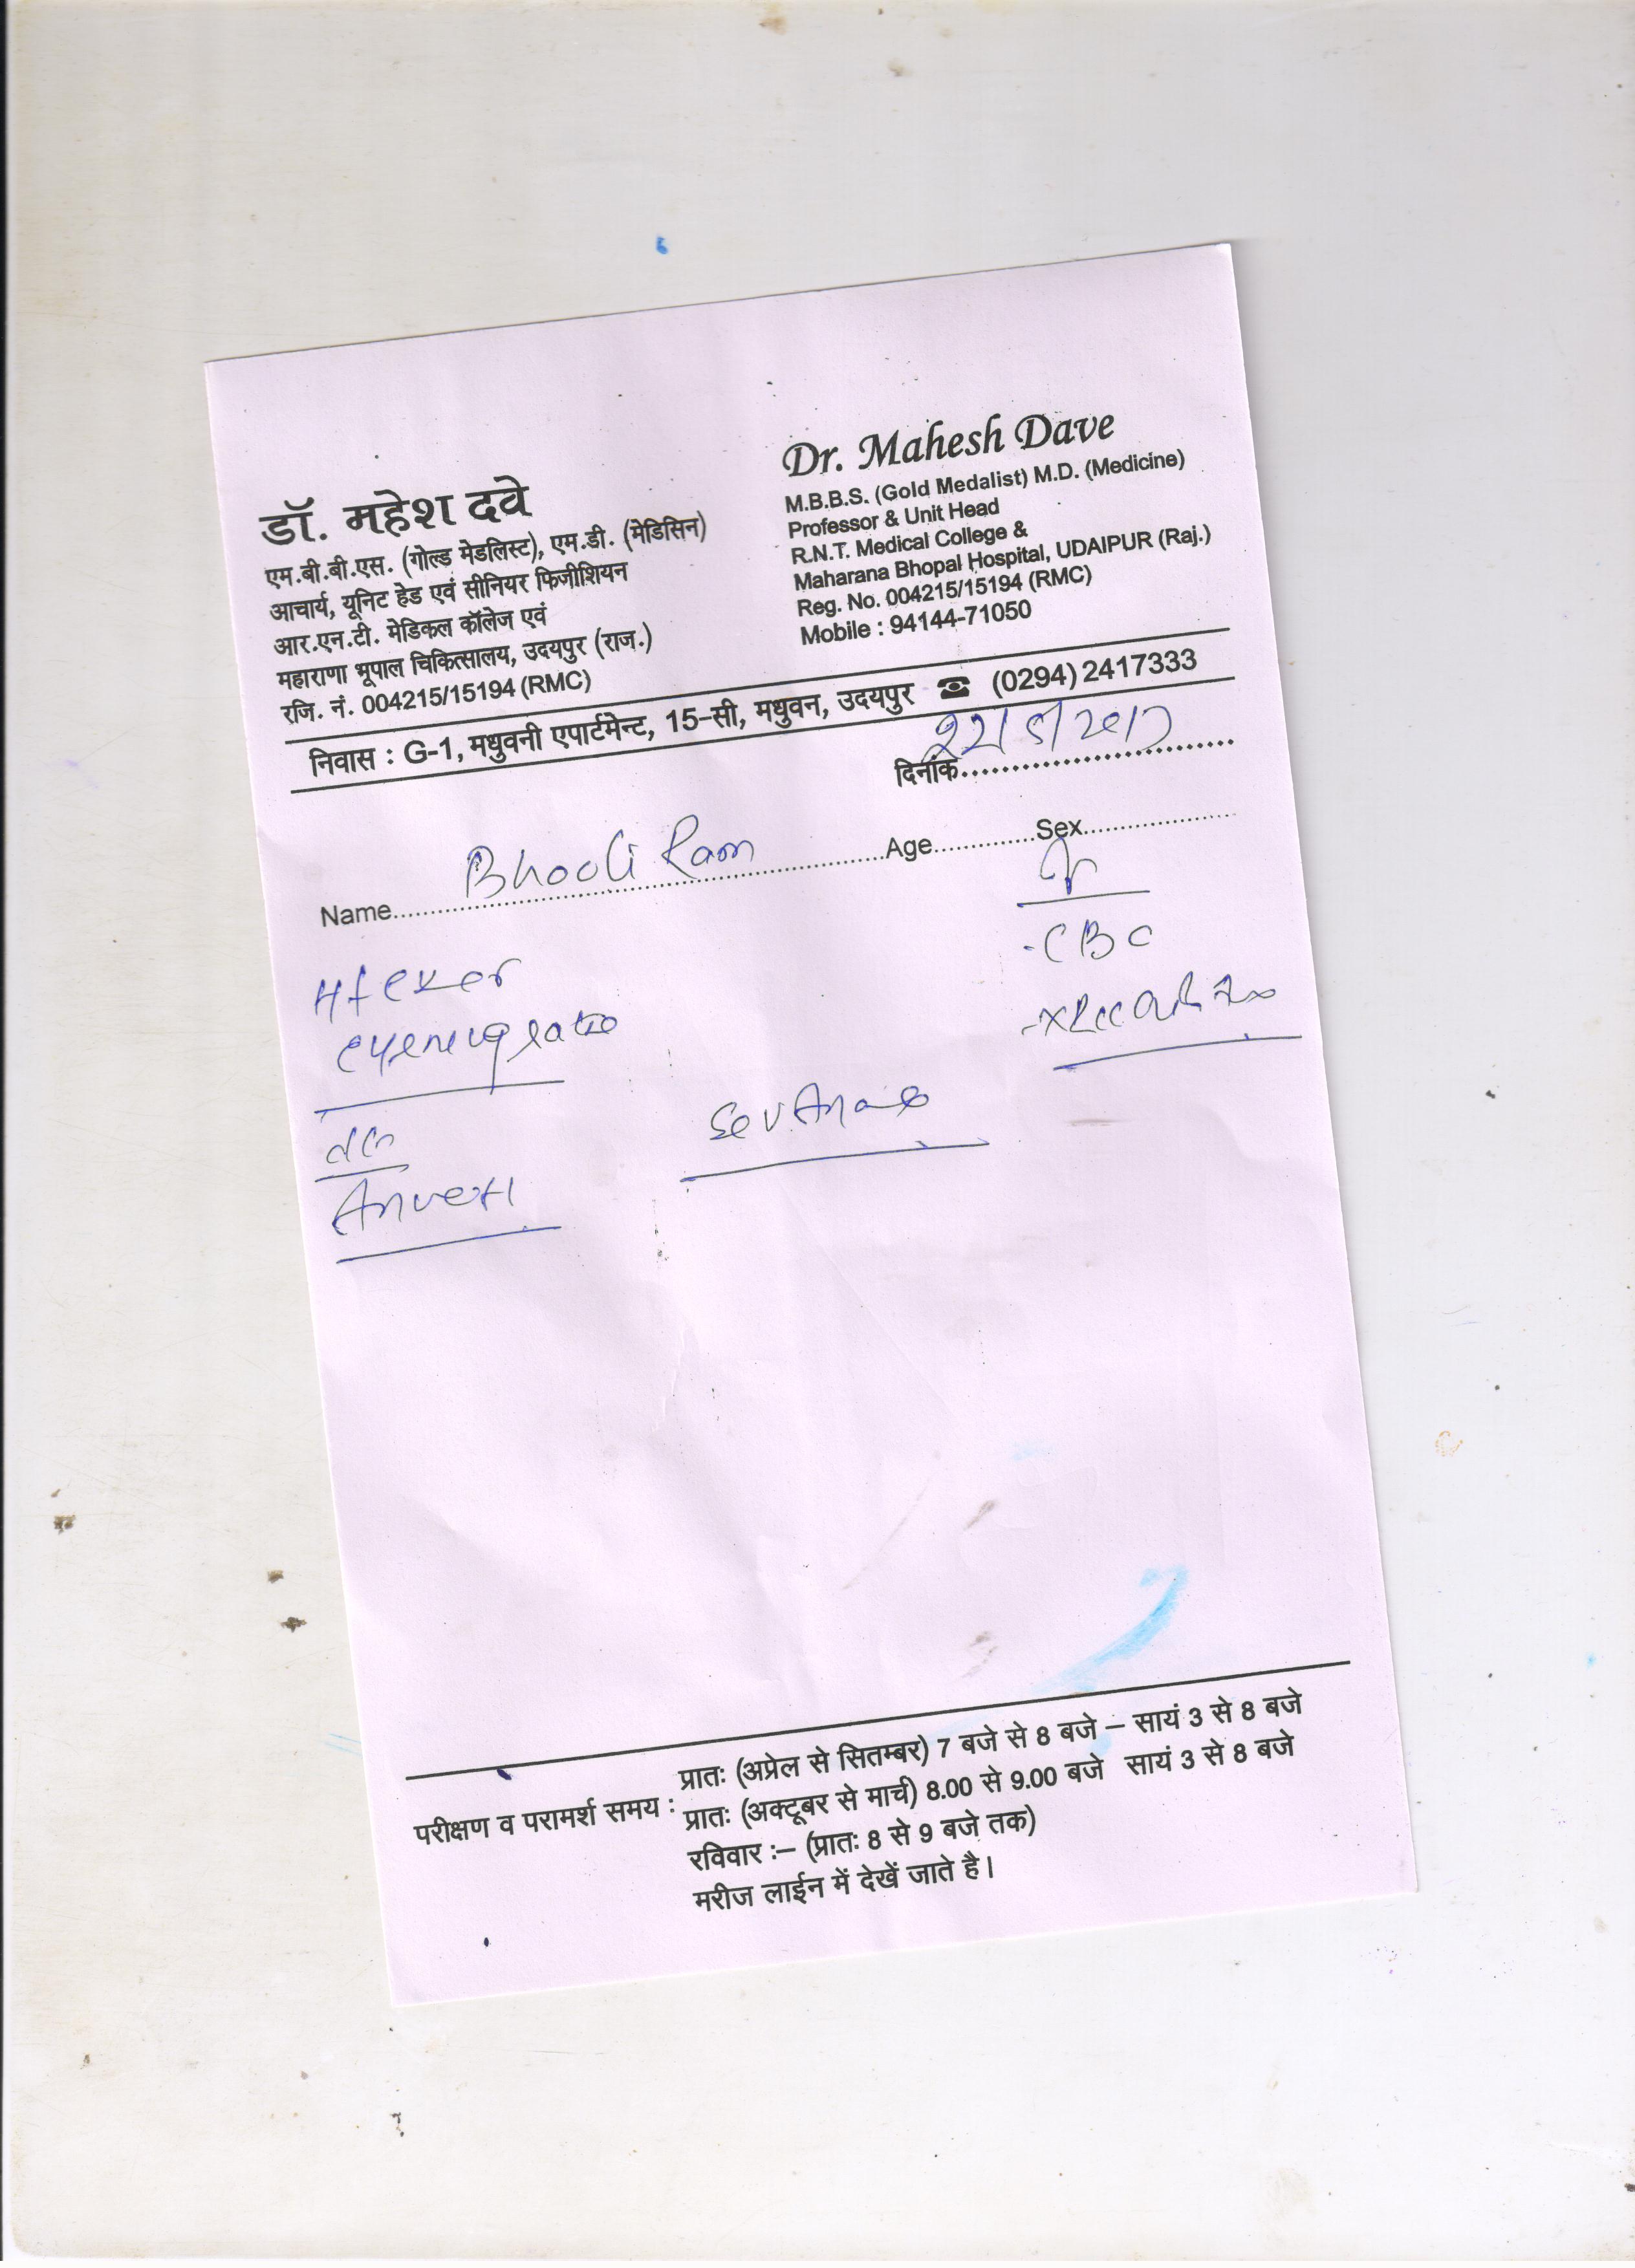 डॉ. महेश दवे
एम.बी.बी.एस. (गोल्ड मेडलिस्ट), एम.डी. (मेडिसिन)
आचार्य, यूनिट हेड एवं सीनियर फिजीशियन
आर.एन.टी. मेडिकल कॉलेज एवं
महाराणा भूपाल चिकित्सालय, उदयपुर (राज.)
रजि. नं. 004215/15194 (RMC)
Dr. Mahesh Dave
M.B.B.S. (Gold Medalist) M.D. (Medicine)
Professor & Unit Head
R.N.T. Medical College &
Maharana Bhopal Hospital, UDAIPUR (Raj.)
Reg. No. 004215/15194 (RMC)
Mobile : 94144-71050
निवास : G-1, मधुवनी एपार्टमेन्ट, 15-सी, मधुवन, उदयपुर ☎ (0294) 2417333
दिनांक
Name Ram Age Sex
- CBC
परीक्षण व परामर्श समय : प्रातः (अप्रेल से सितम्बर) 7 बजे से 8 बजे – सायं 3 से 8 बजे
प्रातः (अक्टूबर से मार्च) 8.00 से 9.00 बजे सायं 3 से 8 बजे
रविवार :– (प्रातः 8 से 9 बजे तक)
मरीज लाईन में देखें जाते है।